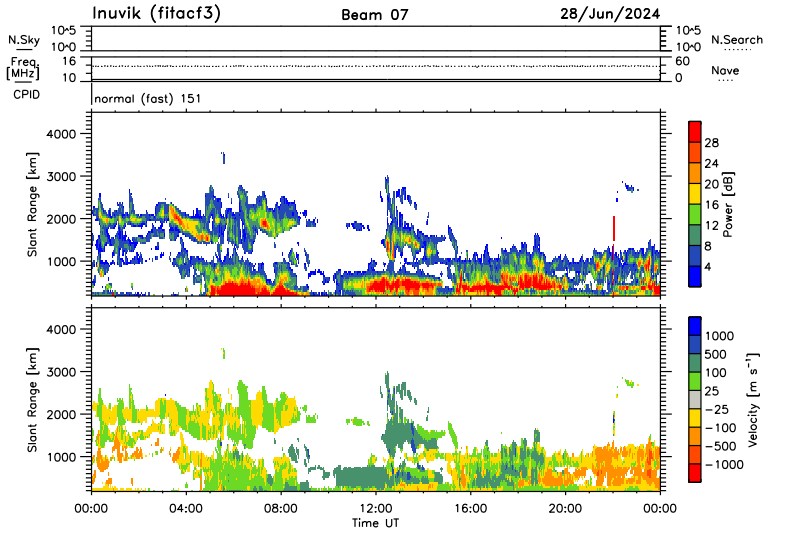 Inuvik (fitacf3) Beam 07 28/Jun/2024
N.Sky 10^5 10^0 10^5 10^0 N.Search
Freq. [MHz] 16 10 60 0 Nave
CPID normal (fast) 151
Slant Range [km] 4000 3000 2000 1000
28 24 20 16 12 8 4 Power [dB]
Slant Range [km] 4000 3000 2000 1000
1000 500 100 25 −25 −100 −500 −1000 Velocity [m s⁻¹]
00:00 04:00 08:00 12:00 16:00 20:00 00:00
Time UT